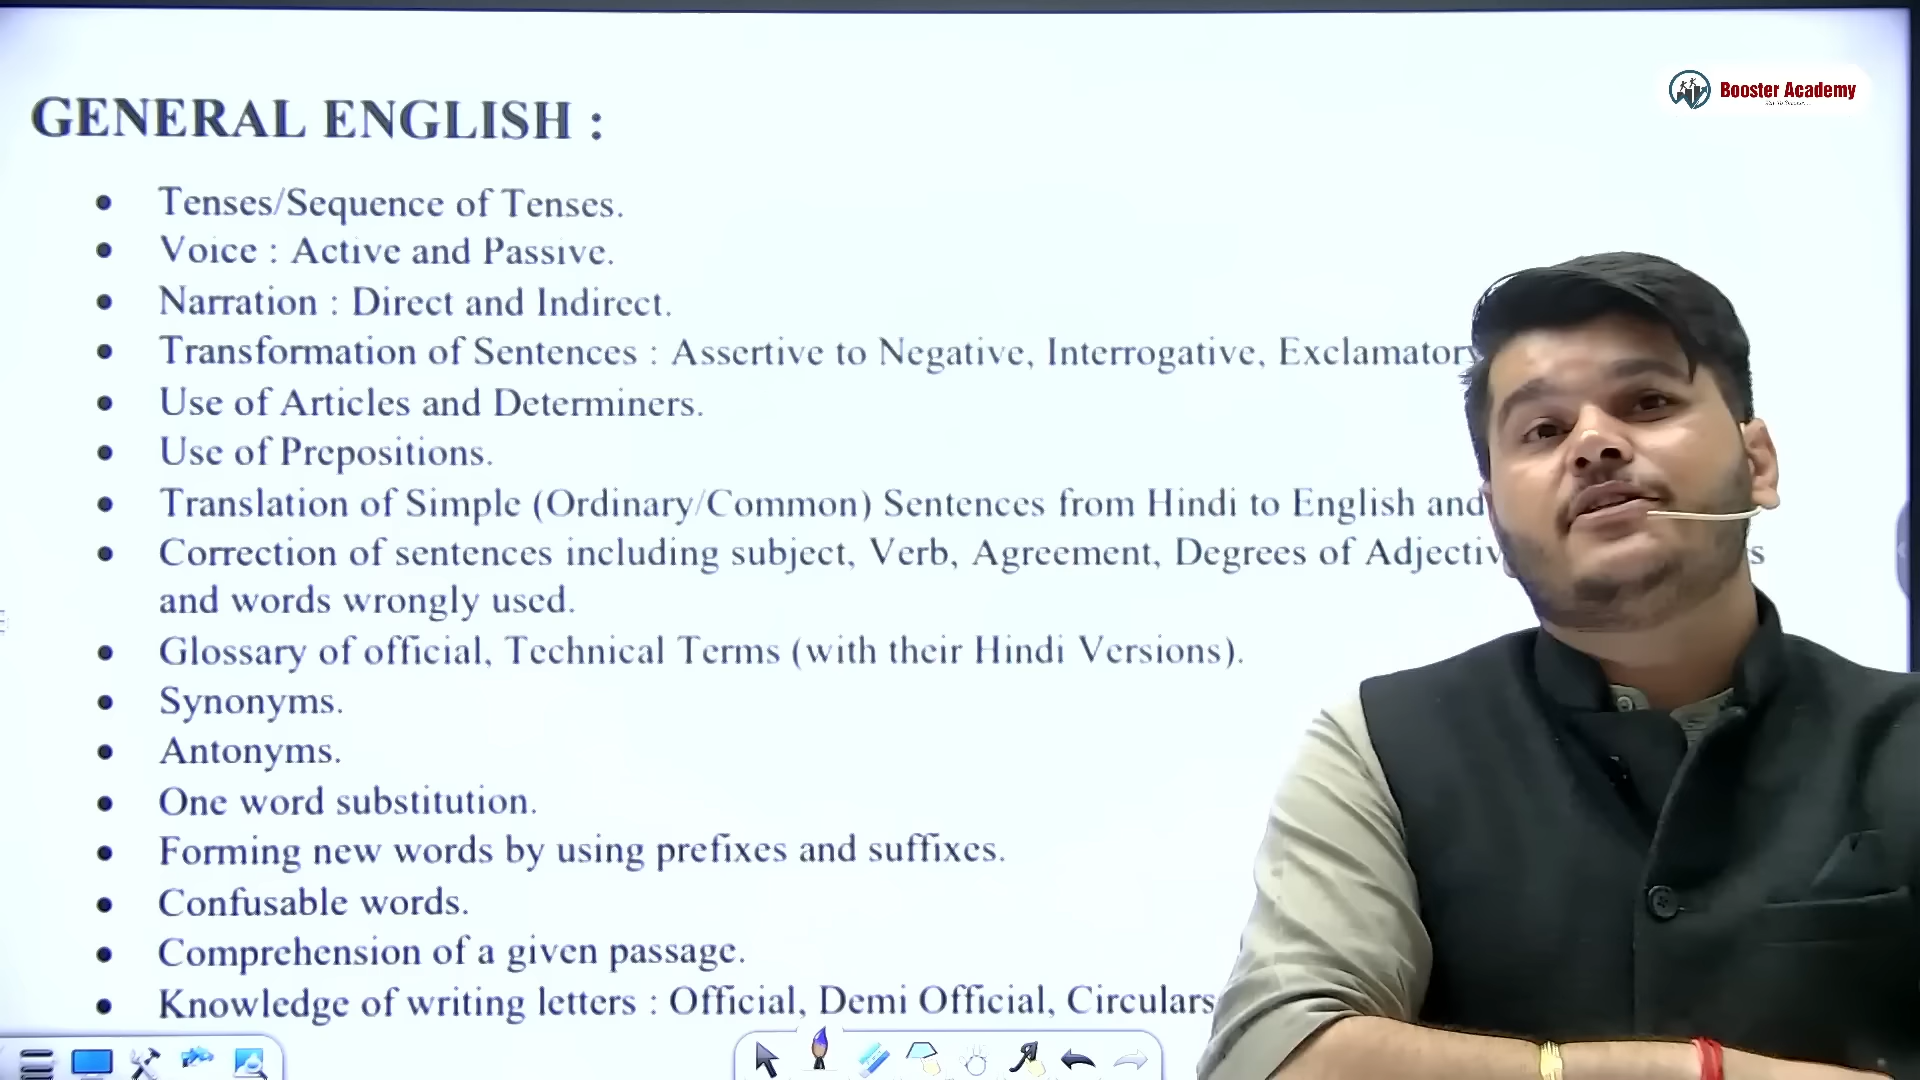 Booster Academy
GENERAL ENGLISH :
• Tenses/Sequence of Tenses.
• Voice : Active and Passive.
• Narration : Direct and Indirect.
• Transformation of Sentences : Assertive to Negative, Interrogative, Exclamatory
• Use of Articles and Determiners.
• Use of Prepositions.
• Translation of Simple (Ordinary/Common) Sentences from Hindi to English and
• Correction of sentences including subject, Verb, Agreement, Degrees of
and words wrongly used.
• Glossary of official, Technical Terms (with their Hindi Versions).
• Synonyms.
• Antonyms.
• One word substitution.
• Forming new words by using prefixes and suffixes.
• Confusable words.
• Comprehension of a given passage.
• Knowledge of writing letters : Official, Demi Official, Circulars